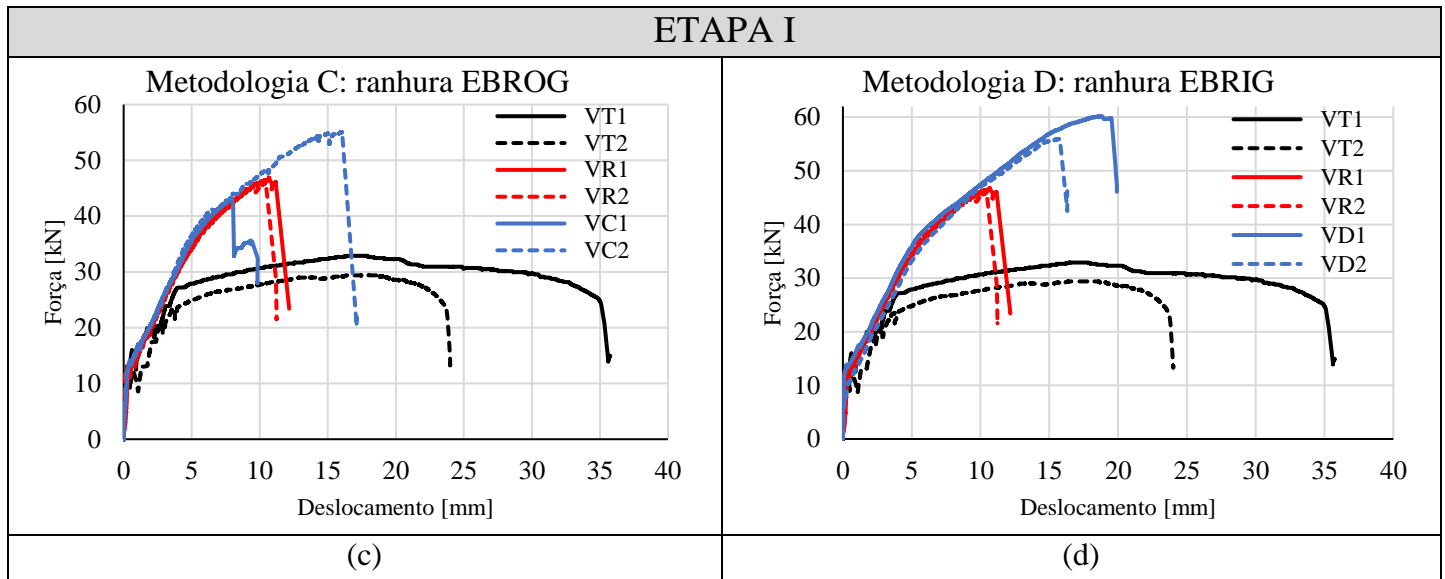 ETAPA I
Metodologia C: ranhura EBROG
Força [kN]
60
50
40
30
20
10
0
0 5 10 15 20 25 30 35 40
Deslocamento [mm]
VT1
VT2
VR1
VR2
VC1
VC2
(c)
Metodologia D: ranhura EBRIG
Força [kN]
60
50
40
30
20
10
0
0 5 10 15 20 25 30 35 40
Deslocamento [mm]
VT1
VT2
VR1
VR2
VD1
VD2
(d)